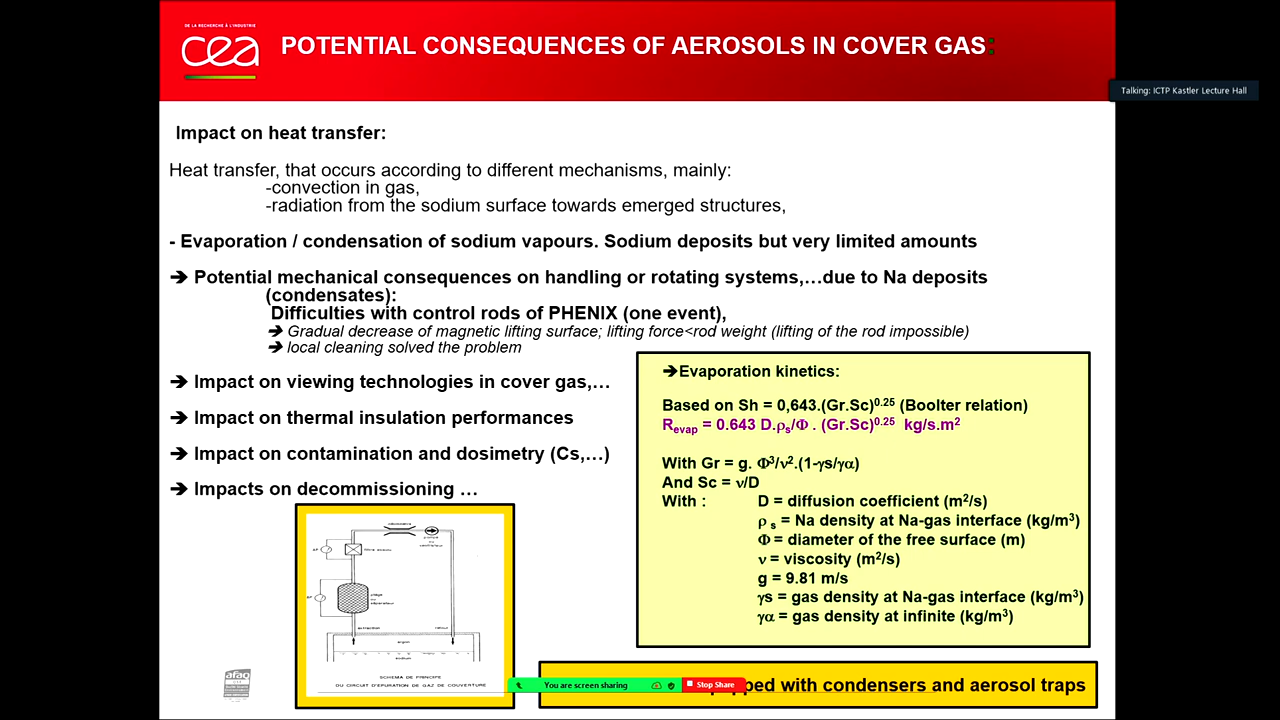 DE LA RECHERCHE À L'INDUSTRIE
cea
POTENTIAL CONSEQUENCES OF AEROSOLS IN COVER GAS:
Talking: ICTP Kastler Lecture Hall
Impact on heat transfer:
Heat transfer, that occurs according to different mechanisms, mainly:
-convection in gas,
-radiation from the sodium surface towards emerged structures,
- Evaporation / condensation of sodium vapours. Sodium deposits but very limited amounts
➔ Potential mechanical consequences on handling or rotating systems,…due to Na deposits
(condensates):
Difficulties with control rods of PHENIX (one event),
➔ Gradual decrease of magnetic lifting surface; lifting force<rod weight (lifting of the rod impossible)
➔ local cleaning solved the problem
➔ Impact on viewing technologies in cover gas,…
➔ Impact on thermal insulation performances
➔ Impact on contamination and dosimetry (Cs,…)
➔ Impacts on decommissioning …
➔Evaporation kinetics:
Based on Sh = 0,643.(Gr.Sc)^0.25 (Boolter relation)
R_evap = 0.643 D.ρ_s/Φ . (Gr.Sc)^0.25 kg/s.m²
With Gr = g. Φ³/ν².(1-γs/γα)
And Sc = ν/D
With : D = diffusion coefficient (m²/s)
ρ s = Na density at Na-gas interface (kg/m³)
Φ = diameter of the free surface (m)
ν = viscosity (m²/s)
g = 9.81 m/s
γs = gas density at Na-gas interface (kg/m³)
γα = gas density at infinite (kg/m³)
extraction
retour
argon
sodium
SCHEMA DE PRINCIPE
DU CIRCUIT D'EPURATION DE GAZ DE COUVERTURE
afaq
You are screen sharing
Stop Share
with condensers and aerosol traps